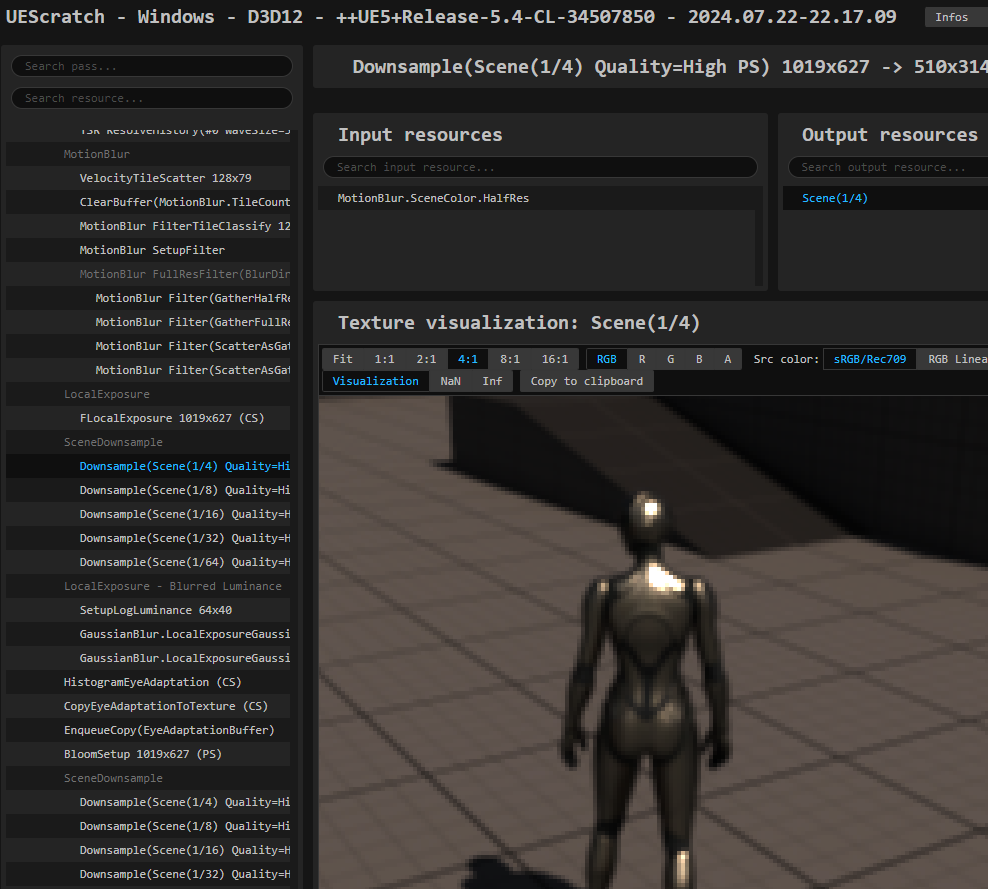 UEScratch - Windows - D3D12 - ++UE5+Release-5.4-CL-34507850 - 2024.07.22-22.17.09
Infos
Search pass...
Search resource...
TSR ResolveHistory(#0 WaveSize=
MotionBlur
VelocityTileScatter 128x79
ClearBuffer(MotionBlur.TileCount
MotionBlur FilterTileClassify 12
MotionBlur SetupFilter
MotionBlur FullResFilter(BlurDir
MotionBlur Filter(GatherHalfRe
MotionBlur Filter(GatherFullRe
MotionBlur Filter(ScatterAsGat
MotionBlur Filter(ScatterAsGat
LocalExposure
FLocalExposure 1019x627 (CS)
SceneDownsample
Downsample(Scene(1/4) Quality=Hi
Downsample(Scene(1/8) Quality=Hi
Downsample(Scene(1/16) Quality=H
Downsample(Scene(1/32) Quality=H
Downsample(Scene(1/64) Quality=H
LocalExposure - Blurred Luminance
SetupLogLuminance 64x40
GaussianBlur.LocalExposureGaussi
GaussianBlur.LocalExposureGaussi
HistogramEyeAdaptation (CS)
CopyEyeAdaptationToTexture (CS)
EnqueueCopy(EyeAdaptationBuffer)
BloomSetup 1019x627 (PS)
SceneDownsample
Downsample(Scene(1/4) Quality=Hi
Downsample(Scene(1/8) Quality=Hi
Downsample(Scene(1/16) Quality=H
Downsample(Scene(1/32) Quality=H
Downsample(Scene(1/4) Quality=High PS) 1019x627 -> 510x314
Input resources
Search input resource...
MotionBlur.SceneColor.HalfRes
Output resources
Search output resource...
Scene(1/4)
Texture visualization: Scene(1/4)
Fit 1:1 2:1 4:1 8:1 16:1 RGB R G B A Src color: sRGB/Rec709 RGB Linea
Visualization NaN Inf Copy to clipboard